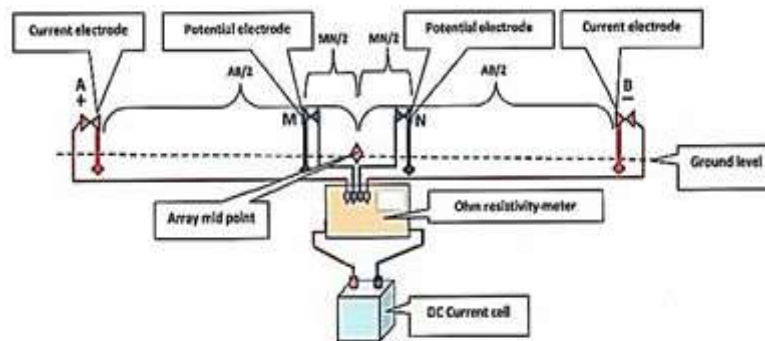 Current electrode
Potential electrode
MN/2
MN/2
Potential electrode
Current electrode
A
+
AB/2
AB/2
B
−
M
N
Ground level
Array mid point
Ohm resistivity-meter
DC Current cell